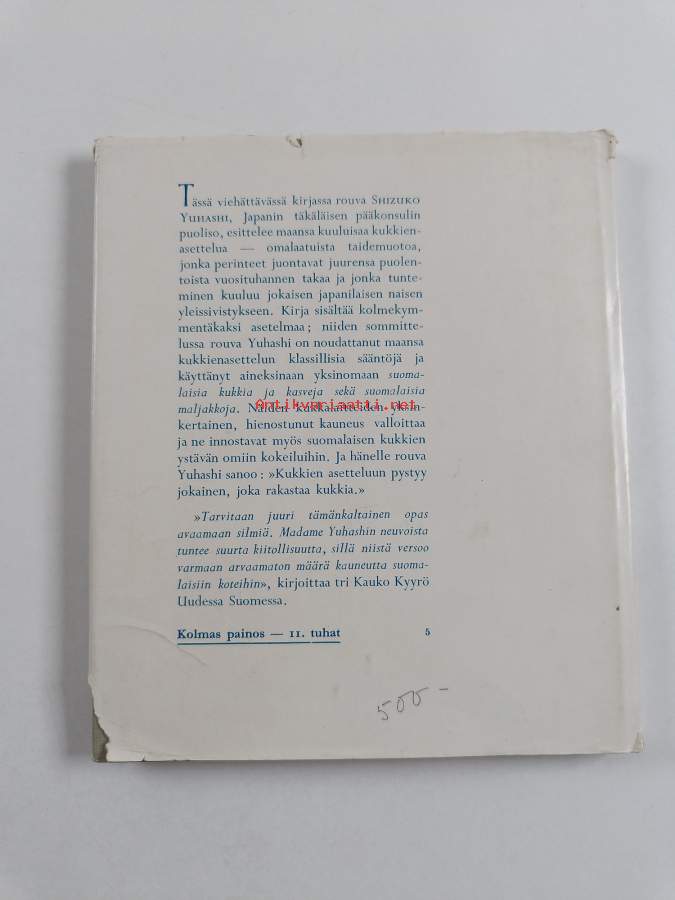 Tässä viehättävässä kirjassa rouva SHIZUKO
YUHASHI, Japanin täkäläisen pääkonsulin
puoliso, esittelee maansa kuuluisaa kukkien-
asettelua — omalaatuista taidemuotoa,
jonka perinteet juontavat juurensa puolen-
toista vuosituhannen takaa ja jonka tunte-
minen kuuluu jokaisen japanilaisen naisen
yleissivistykseen. Kirja sisältää kolmekym-
mentäkaksi asetelmaa; niiden sommitte-
lussa rouva Yuhashi on noudattanut maansa
kukkienasettelun klassillisia sääntöjä ja
käyttänyt aineksinaan yksinomaan suoma-
laisia kukkia ja kasveja sekä suomalaisia
maljakkoja. Näiden kukkalaitteiden yksin-
Antikvariaatti.net
kertainen, hienostunut kauneus valloittaa
ja ne innostavat myös suomalaisen kukkien
ystävän omiin kokeiluihin. Ja hänelle rouva
Yuhashi sanoo: »Kukkien asetteluun pystyy
jokainen, joka rakastaa kukkia.»
»Tarvitaan juuri tämänkaltainen opas
avaamaan silmiä. Madame Yuhashin neuvoista
tuntee suurta kiitollisuutta, sillä niistä versoo
varmaan arvaamaton määrä kauneutta suoma-
laisiin koteihin», kirjoittaa tri Kauko Kyyrö
Uudessa Suomessa.
Kolmas painos — 11. tuhat 5
500-